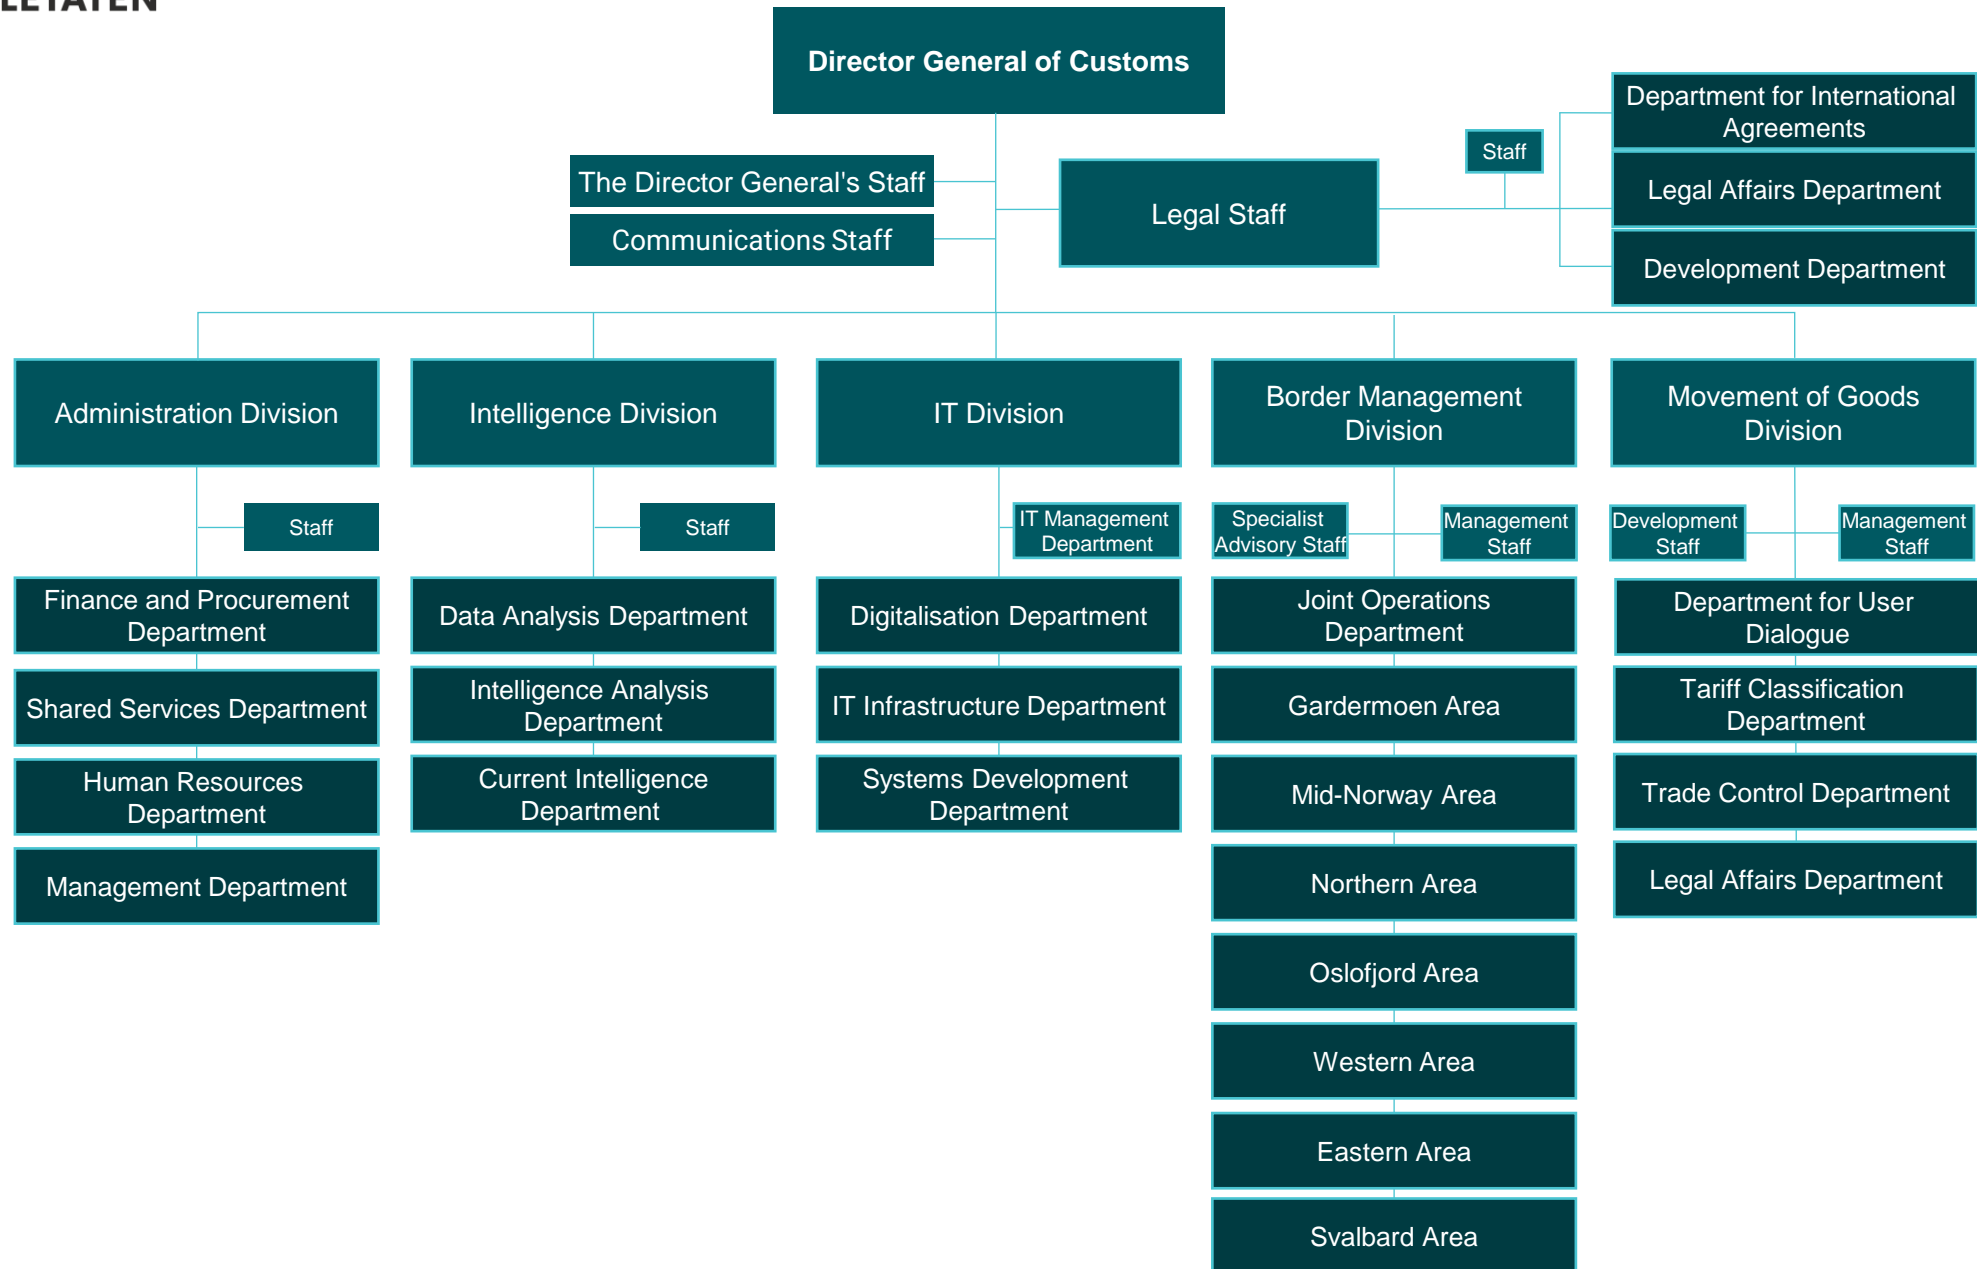 Director General of Customs
The Director General's Staff
Communications Staff
Legal Staff
Staff
Department for International
Agreements
Legal Affairs Department
Development Department
Administration Division
Intelligence Division
IT Division
Border Management
Division
Movement of Goods
Division
Staff
Staff
IT Management
Department
Specialist
Advisory Staff
Management
Staff
Development
Staff
Management
Staff
Finance and Procurement
Department
Shared Services Department
Human Resources
Department
Management Department
Data Analysis Department
Intelligence Analysis
Department
Current Intelligence
Department
Digitalisation Department
IT Infrastructure Department
Systems Development
Department
Joint Operations
Department
Gardermoen Area
Mid-Norway Area
Northern Area
Oslofjord Area
Western Area
Eastern Area
Svalbard Area
Department for User
Dialogue
Tariff Classification
Department
Trade Control Department
Legal Affairs Department